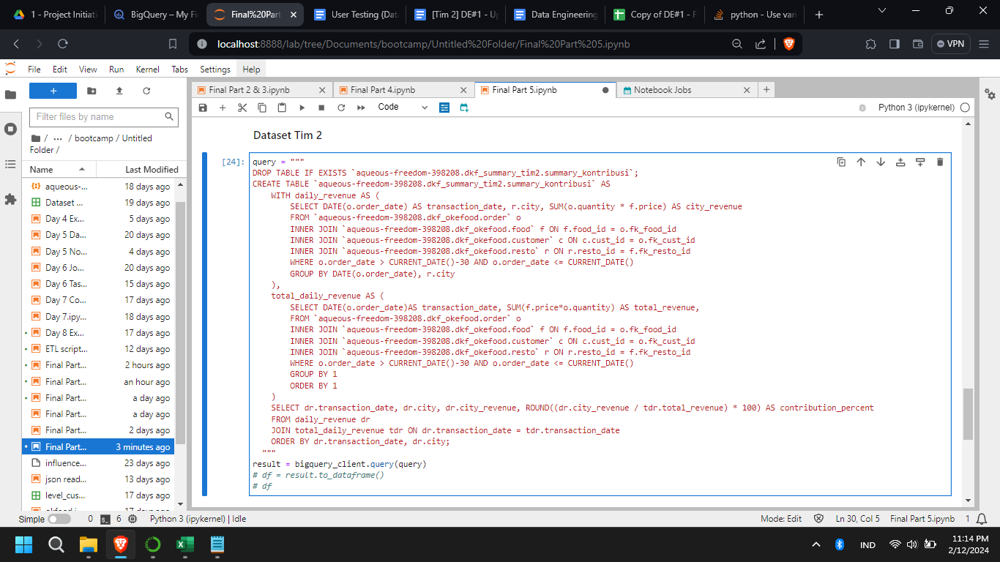 1 - Project Initiati
BigQuery – My Fi
Final%20Part
User Testing (Dat
[Tim 2] DE#1 - Up
Data Engineering
Copy of DE#1 - F
python - Use vari
localhost:8888/lab/tree/Documents/bootcamp/Untitled%20Folder/Final%20Part%205.ipynb
VPN
File Edit View Run Kernel Tabs Settings Help
Final Part 2 & 3.ipynb
Final Part 4.ipynb
Final Part 5.ipynb
Notebook Jobs
Code
Python 3 (ipykernel)
Filter files by name
/ ... / bootcamp / Untitled
Folder /
Name Last Modified
aqueous-... 18 days ago
Dataset ... 19 days ago
Day 4 Ex... 5 days ago
Day 5 Da... 20 days ago
Day 5 No... 4 days ago
Day 6 Jo... 20 days ago
Day 6 Tas... 15 days ago
Day 7 Co... 17 days ago
Day 7.ipy... 18 days ago
Day 8 Ex... 17 days ago
ETL script... 12 days ago
Final Part... 2 hours ago
Final Part... an hour ago
Final Part... a day ago
Final Part... a day ago
Final Part... 2 days ago
Final Part... 3 minutes ago
influence... 23 days ago
json read... 13 days ago
level_cus... 17 days ago
Dataset Tim 2
[24]:
query = """
DROP TABLE IF EXISTS `aqueous-freedom-398208.dkf_summary_tim2.summary_kontribusi`;
CREATE TABLE `aqueous-freedom-398208.dkf_summary_tim2.summary_kontribusi` AS
WITH daily_revenue AS (
SELECT DATE(o.order_date) AS transaction_date, r.city, SUM(o.quantity * f.price) AS city_revenue
FROM `aqueous-freedom-398208.dkf_okefood.order` o
INNER JOIN `aqueous-freedom-398208.dkf_okefood.food` f ON f.food_id = o.fk_food_id
INNER JOIN `aqueous-freedom-398208.dkf_okefood.customer` c ON c.cust_id = o.fk_cust_id
INNER JOIN `aqueous-freedom-398208.dkf_okefood.resto` r ON r.resto_id = o.fk_resto_id
WHERE o.order_date > CURRENT_DATE()-30 AND o.order_date <= CURRENT_DATE()
GROUP BY DATE(o.order_date), r.city
),
total_daily_revenue AS (
SELECT DATE(o.order_date)AS transaction_date, SUM(f.price*o.quantity) AS total_revenue,
FROM `aqueous-freedom-398208.dkf_okefood.order` o
INNER JOIN `aqueous-freedom-398208.dkf_okefood.food` f ON f.food_id = o.fk_food_id
INNER JOIN `aqueous-freedom-398208.dkf_okefood.customer` c ON c.cust_id = o.fk_cust_id
INNER JOIN `aqueous-freedom-398208.dkf_okefood.resto` r ON r.resto_id = o.fk_resto_id
WHERE o.order_date > CURRENT_DATE()-30 AND o.order_date <= CURRENT_DATE()
GROUP BY 1
ORDER BY 1
)
SELECT dr.transaction_date, dr.city, dr.city_revenue, ROUND((dr.city_revenue / tdr.total_revenue) * 100) AS contribution_percent
FROM daily_revenue dr
JOIN total_daily_revenue tdr ON dr.transaction_date = tdr.transaction_date
ORDER BY dr.transaction_date, dr.city;
"""
result = bigquery_client.query(query)
# df = result.to_dataframe()
# df
Simple 0 6 Python 3 (ipykernel) | Idle Mode: Edit Ln 30, Col 5 Final Part 5.ipynb 1
IND
11:14 PM
2/12/2024